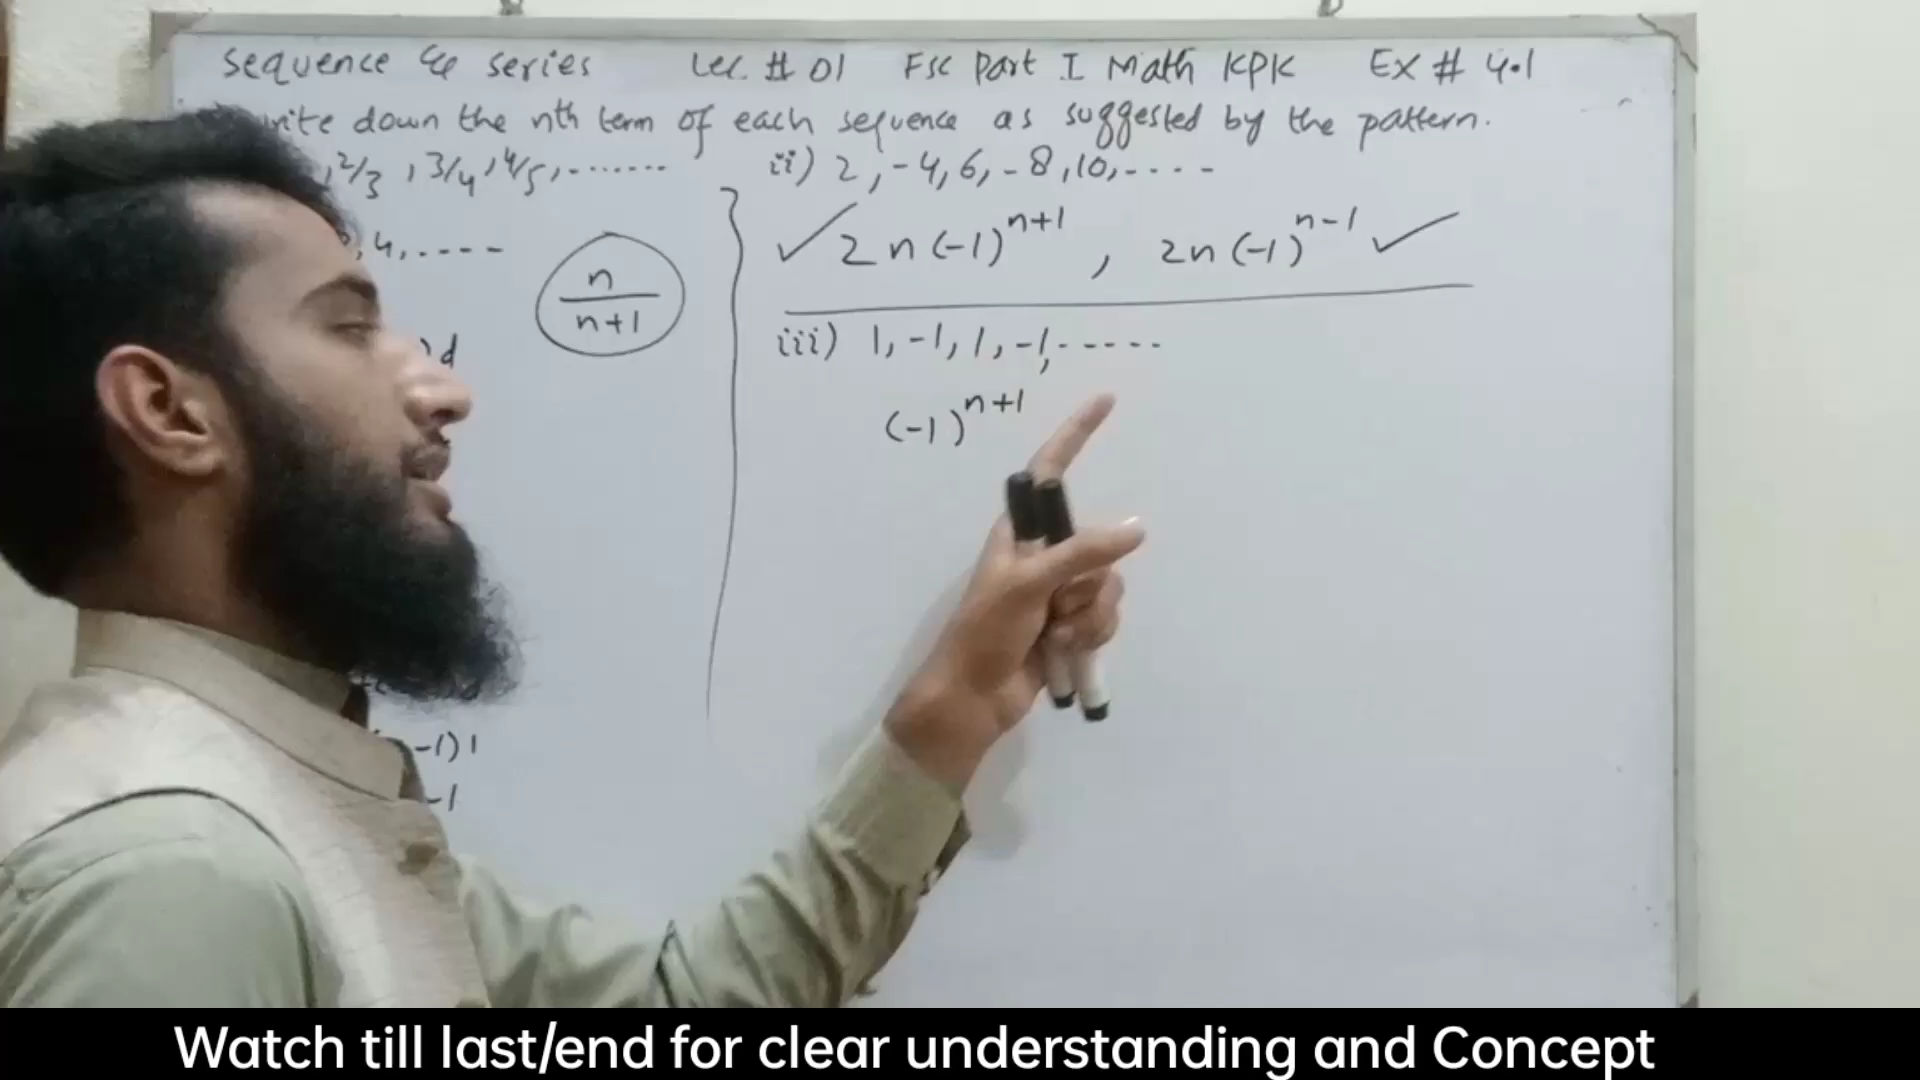 sequence & series Lec. # 01 Fsc Part I Math KPK Ex # 4.1
down the nth term of each sequence as suggested by the pattern.
, 2/3 , 3/4 , 4/5 , .......
, 4, ....
n
n+1
d
-1) 1
-1
ii) 2, -4, 6, -8, 10, ....
✓ 2n(-1)^{n+1} , 2n(-1)^{n-1} ✓
iii) 1, -1, 1, -1, .....
(-1)^{n+1}
Watch till last/end for clear understanding and Concept